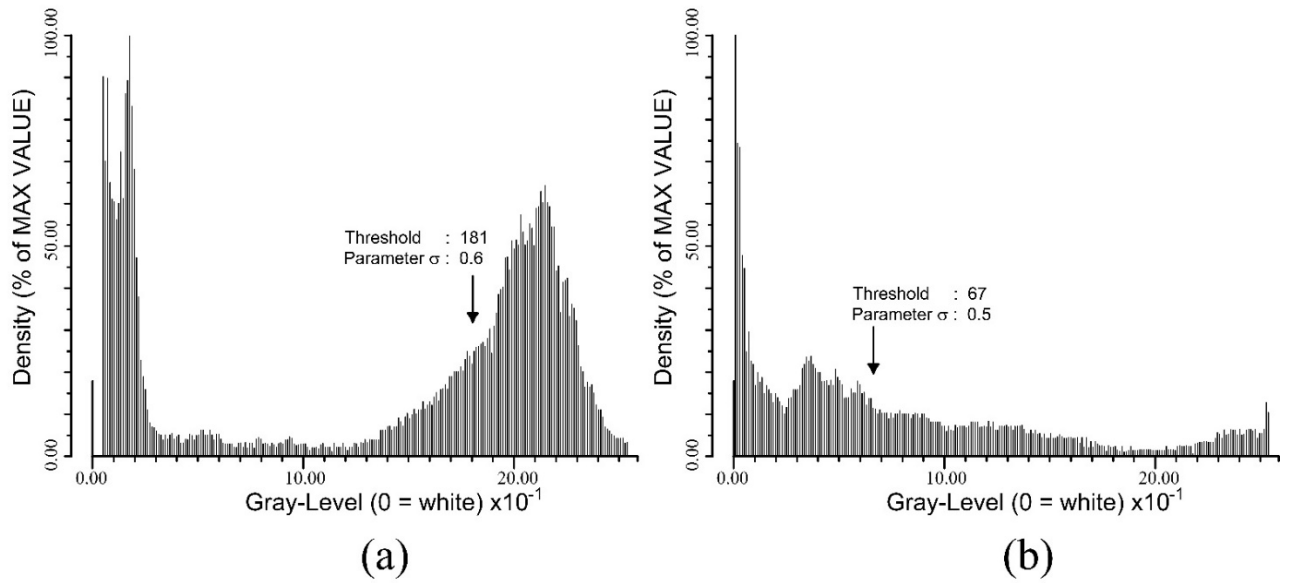 100.00
50.00
0.00
Density (% of MAX VALUE)
Threshold : 181
Parameter σ : 0.6
0.00 10.00 20.00
Gray-Level (0 = white) x10⁻¹
(a)
100.00
50.00
0.00
Density (% of MAX VALUE)
Threshold : 67
Parameter σ : 0.5
0.00 10.00 20.00
Gray-Level (0 = white) x10⁻¹
(b)